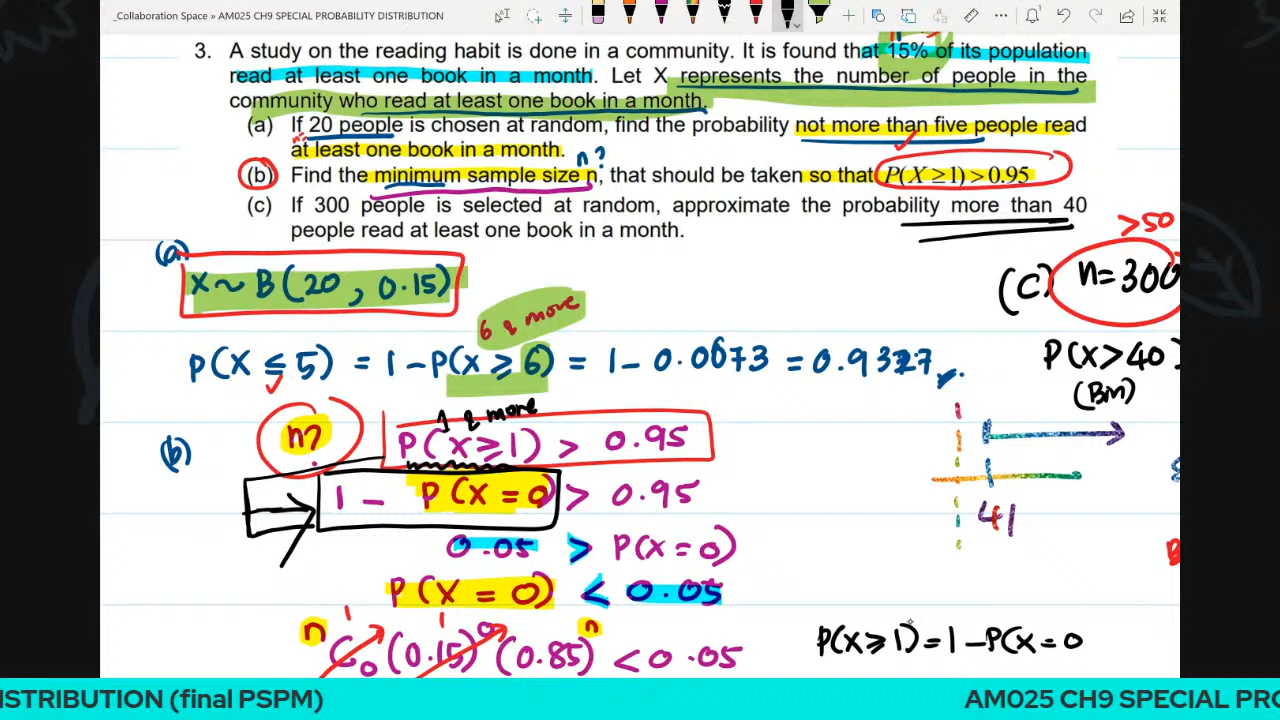 _Collaboration Space » AM025 CH9 SPECIAL PROBABILITY DISTRIBUTION
3. A study on the reading habit is done in a community. It is found that 15% of its population
read at least one book in a month. Let X represents the number of people in the
community who read at least one book in a month.
(a) If 20 people is chosen at random, find the probability not more than five people read
at least one book in a month.
n?
(b) Find the minimum sample size n, that should be taken so that P(X ≥ 1) > 0.95
(c) If 300 people is selected at random, approximate the probability more than 40
people read at least one book in a month.
>50
(a)
X ~ B(20, 0.15)
(C) n=300
6 & more
P(X ≤ 5) = 1 - P(X ≥ 6) = 1 - 0.0673 = 0.9327
P(X > 40)
(Bin)
1 & more
(b) n? P(X ≥ 1) > 0.95
1 - P(X = 0) > 0.95
41
0.05 > P(X = 0)
P(X = 0) < 0.05
nC0 (0.15)^0 (0.85)^n < 0.05
1 1
P(X ≥ 1) = 1 - P(X = 0
ISTRIBUTION (final PSPM) AM025 CH9 SPECIAL PRO